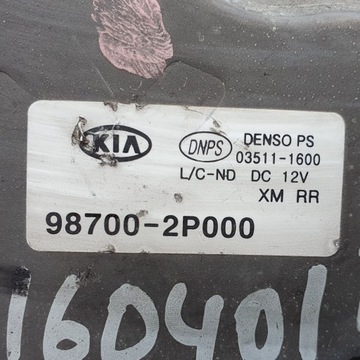 KIA DNPS DENSO PS
03511-1600
L/C-ND DC 12V
XM RR
98700-2P000
160401